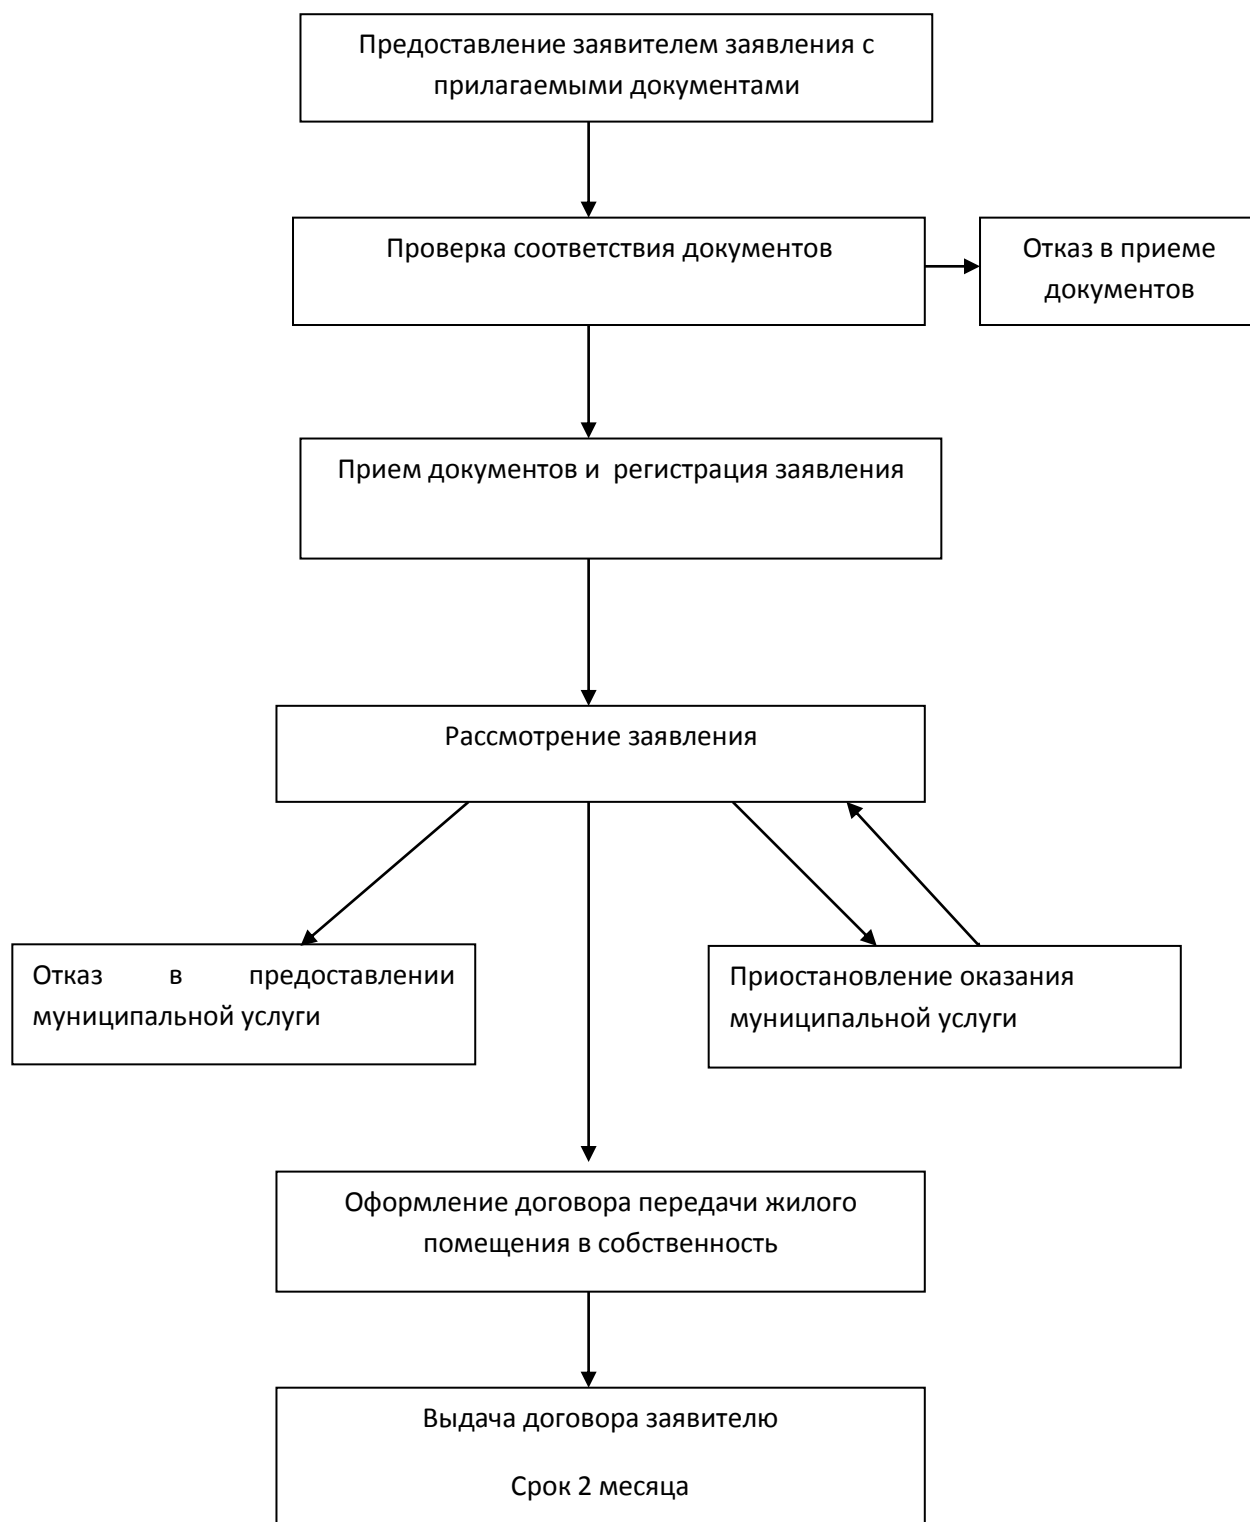 Предоставление заявителем заявления с
прилагаемыми документами
Проверка соответствия документов
Отказ в приеме
документов
Прием документов и  регистрация заявления
Рассмотрение заявления
Отказ в предоставлении
муниципальной услуги
Приостановление оказания
муниципальной услуги
Оформление договора передачи жилого
помещения в собственность
Выдача договора заявителю
Срок 2 месяца